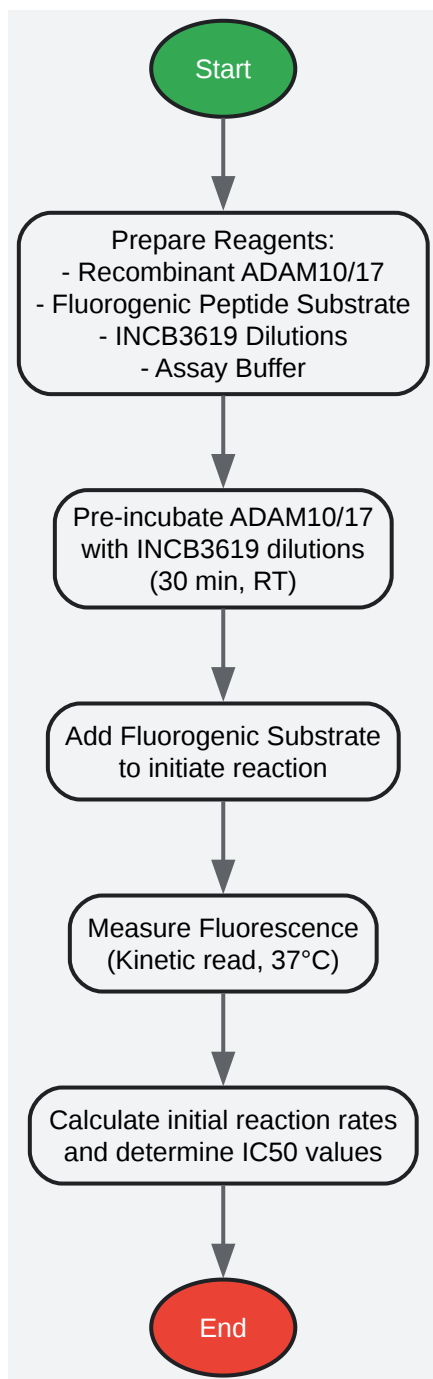 Start
Prepare Reagents:
- Recombinant ADAM10/17
- Fluorogenic Peptide Substrate
- INCB3619 Dilutions
- Assay Buffer
Pre-incubate ADAM10/17
with INCB3619 dilutions
(30 min, RT)
Add Fluorogenic Substrate
to initiate reaction
Measure Fluorescence
(Kinetic read, 37°C)
Calculate initial reaction rates
and determine IC50 values
End